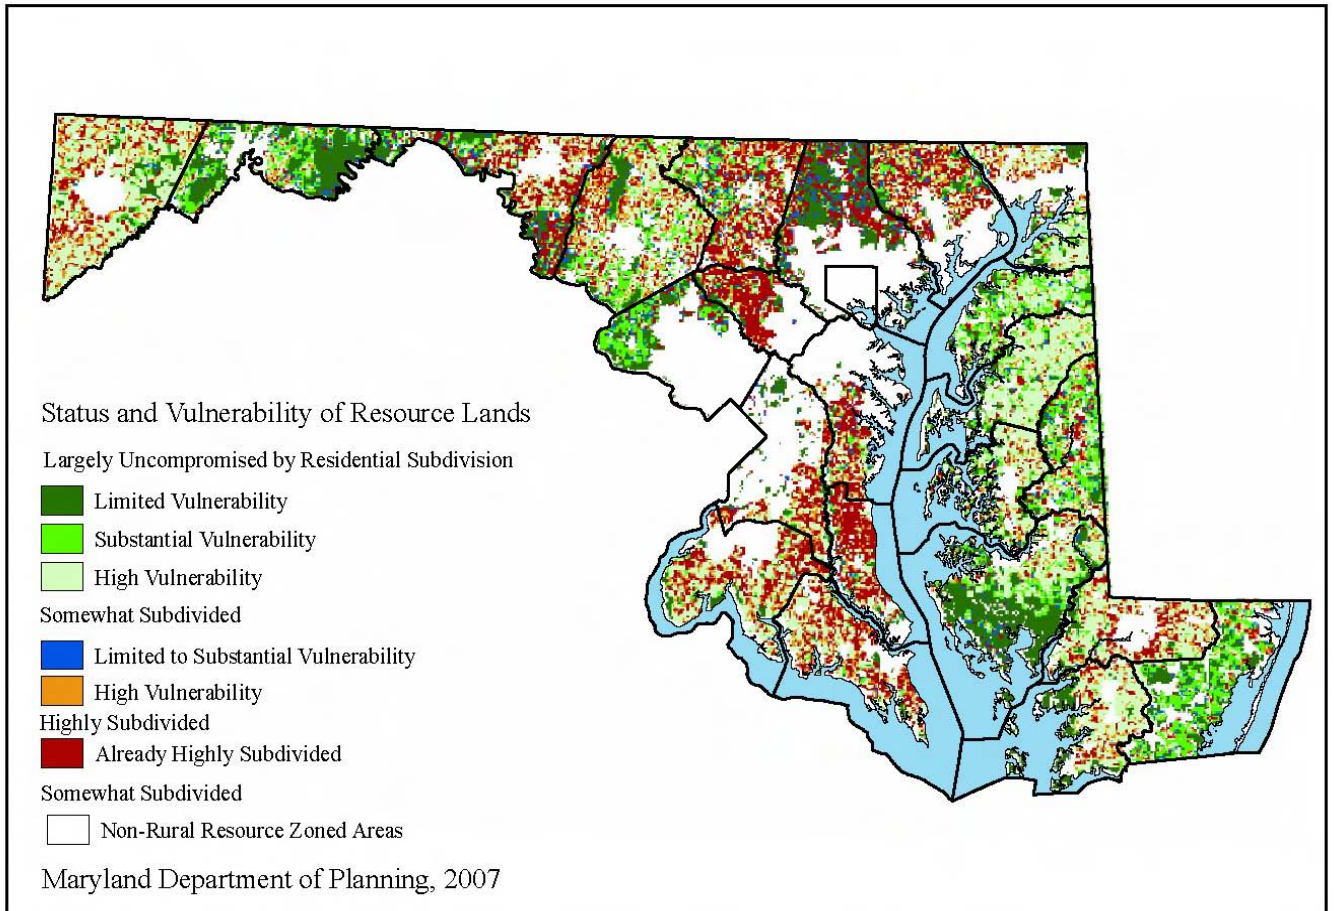 Status and Vulnerability of Resource Lands
Largely Uncompromised by Residential Subdivision
Limited Vulnerability
Substantial Vulnerability
High Vulnerability
Somewhat Subdivided
Limited to Substantial Vulnerability
High Vulnerability
Highly Subdivided
Already Highly Subdivided
Somewhat Subdivided
Non-Rural Resource Zoned Areas
Maryland Department of Planning, 2007